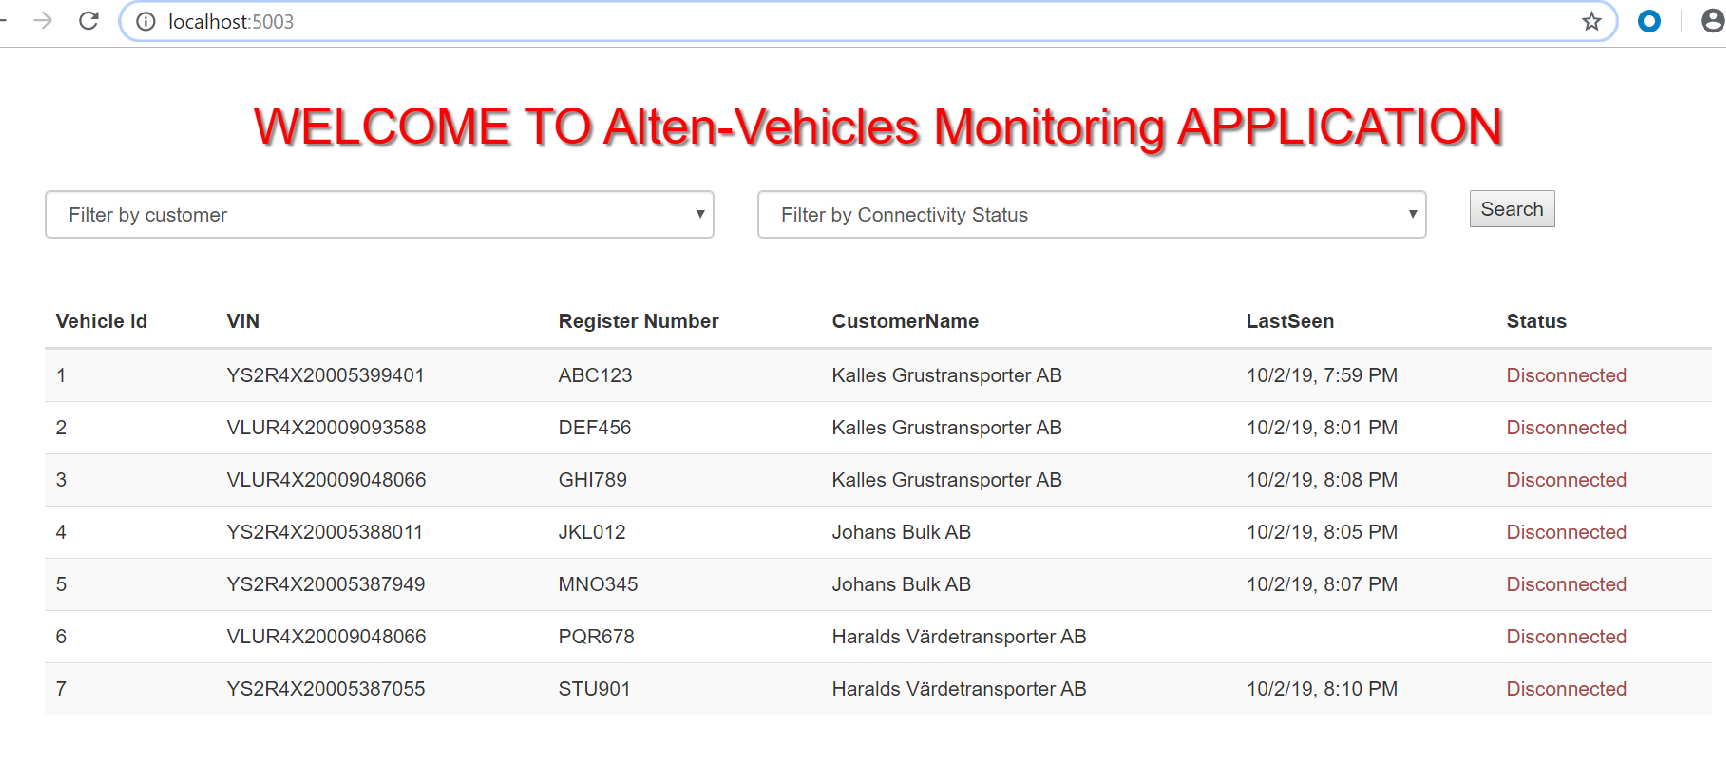 localhost:5003
WELCOME TO Alten-Vehicles Monitoring APPLICATION
Filter by customer Filter by Connectivity Status Search
Vehicle Id VIN Register Number CustomerName LastSeen Status
1 YS2R4X20005399401 ABC123 Kalles Grustransporter AB 10/2/19, 7:59 PM Disconnected
2 VLUR4X20009093588 DEF456 Kalles Grustransporter AB 10/2/19, 8:01 PM Disconnected
3 VLUR4X20009048066 GHI789 Kalles Grustransporter AB 10/2/19, 8:08 PM Disconnected
4 YS2R4X20005388011 JKL012 Johans Bulk AB 10/2/19, 8:05 PM Disconnected
5 YS2R4X20005387949 MNO345 Johans Bulk AB 10/2/19, 8:07 PM Disconnected
6 VLUR4X20009048066 PQR678 Haralds Värdetransporter AB Disconnected
7 YS2R4X20005387055 STU901 Haralds Värdetransporter AB 10/2/19, 8:10 PM Disconnected